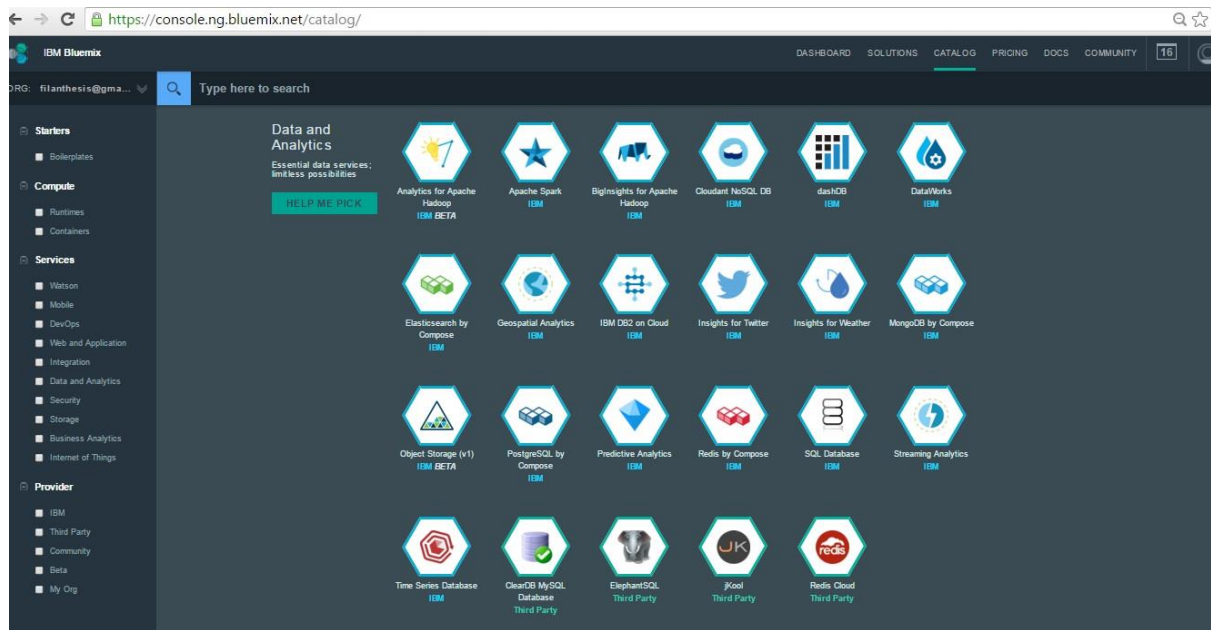 https://console.ng.bluemix.net/catalog/
IBM Bluemix
DASHBOARD SOLUTIONS CATALOG PRICING DOCS COMMUNITY 16
ORG: filanthesis@gma...
Type here to search
Starters
Boilerplates
Compute
Runtimes
Containers
Services
Watson
Mobile
DevOps
Web and Application
Integration
Data and Analytics
Security
Storage
Business Analytics
Internet of Things
Provider
IBM
Third Party
Community
Beta
My Org
Data and
Analytics
Essential data services;
limitless possibilities
HELP ME PICK
Analytics for Apache
Hadoop
IBM BETA
Apache Spark
IBM
BigInsights for Apache
Hadoop
IBM
Cloudant NoSQL DB
IBM
dashDB
IBM
DataWorks
IBM
Elasticsearch by
Compose
IBM
Geospatial Analytics
IBM
IBM DB2 on Cloud
IBM
Insights for Twitter
IBM
Insights for Weather
IBM
MongoDB by Compose
IBM
Object Storage (v1)
IBM BETA
PostgreSQL by
Compose
IBM
Predictive Analytics
IBM
Redis by Compose
IBM
SQL Database
IBM
Streaming Analytics
IBM
Time Series Database
IBM
ClearDB MySQL
Database
Third Party
ElephantSQL
Third Party
JK
jKool
Third Party
redis
Redis Cloud
Third Party